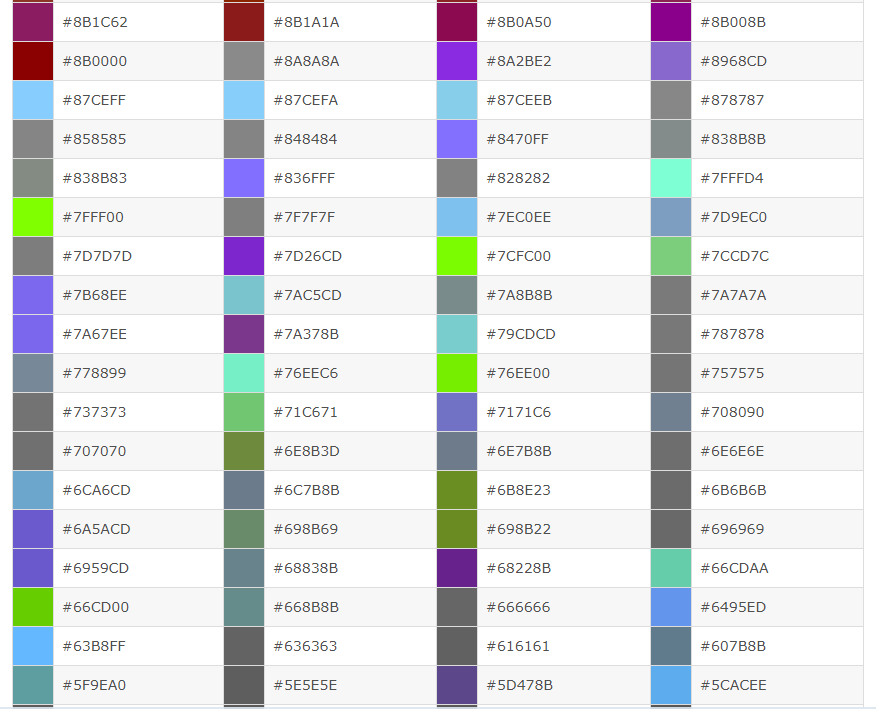 #8B1C62 #8B1A1A #8B0A50 #8B008B
#8B0000 #8A8A8A #8A2BE2 #8968CD
#87CEFF #87CEFA #87CEEB #878787
#858585 #848484 #8470FF #838B8B
#838B83 #836FFF #828282 #7FFFD4
#7FFF00 #7F7F7F #7EC0EE #7D9EC0
#7D7D7D #7D26CD #7CFC00 #7CCD7C
#7B68EE #7AC5CD #7A8B8B #7A7A7A
#7A67EE #7A378B #79CDCD #787878
#778899 #76EEC6 #76EE00 #757575
#737373 #71C671 #7171C6 #708090
#707070 #6E8B3D #6E7B8B #6E6E6E
#6CA6CD #6C7B8B #6B8E23 #6B6B6B
#6A5ACD #698B69 #698B22 #696969
#6959CD #68838B #68228B #66CDAA
#66CD00 #668B8B #666666 #6495ED
#63B8FF #636363 #616161 #607B8B
#5F9EA0 #5E5E5E #5D478B #5CACEE